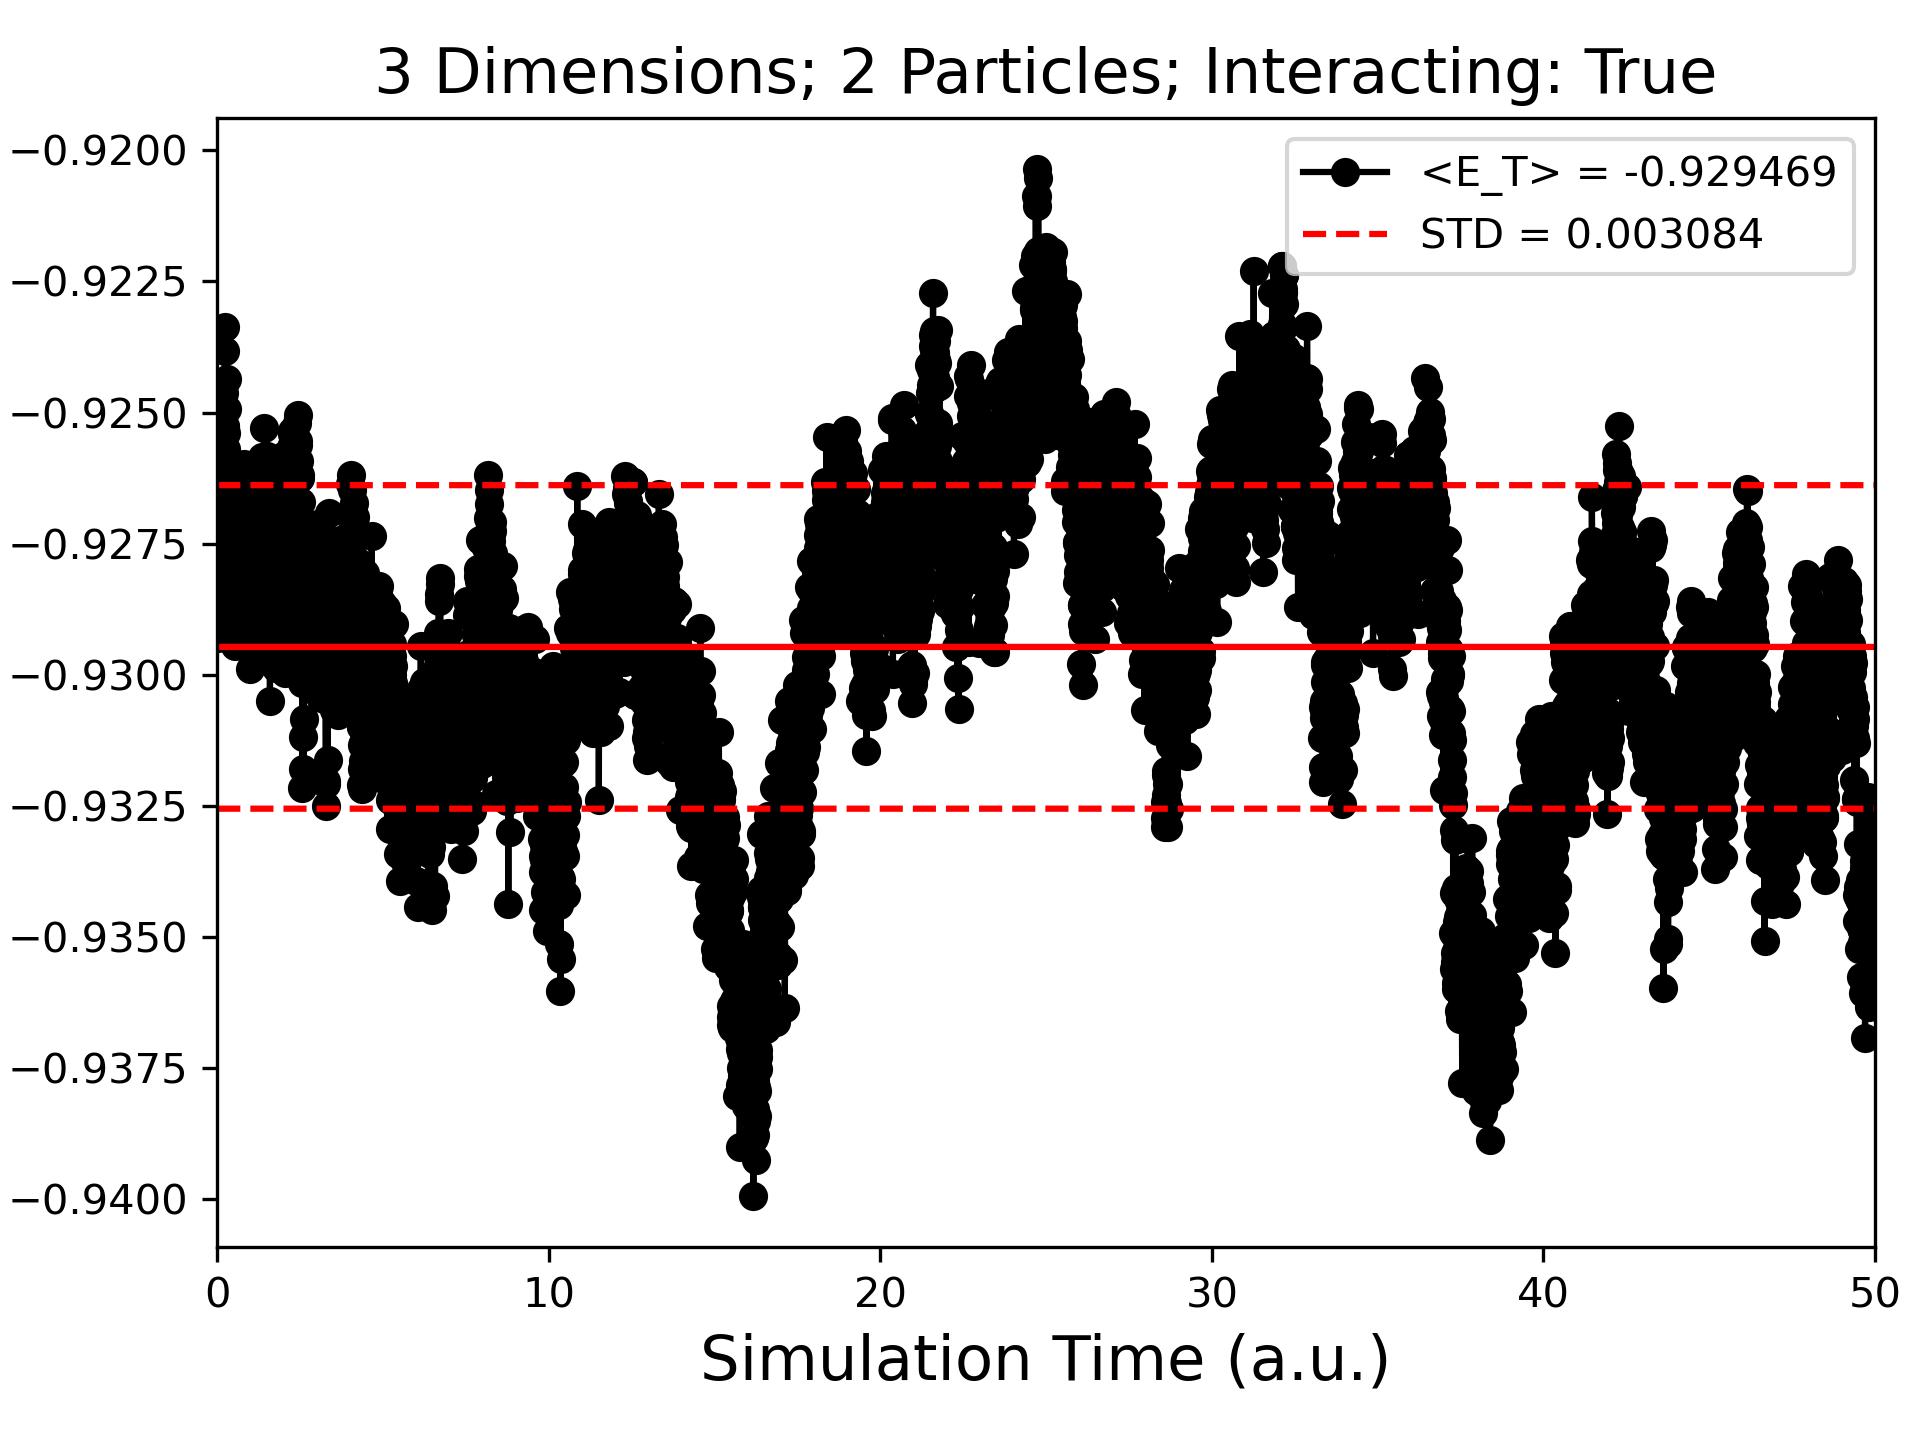 3 Dimensions; 2 Particles; Interacting: True
<E_T> = -0.929469
STD = 0.003084
−0.9200
−0.9225
−0.9250
−0.9275
−0.9300
−0.9325
−0.9350
−0.9375
−0.9400
0 10 20 30 40 50
Simulation Time (a.u.)